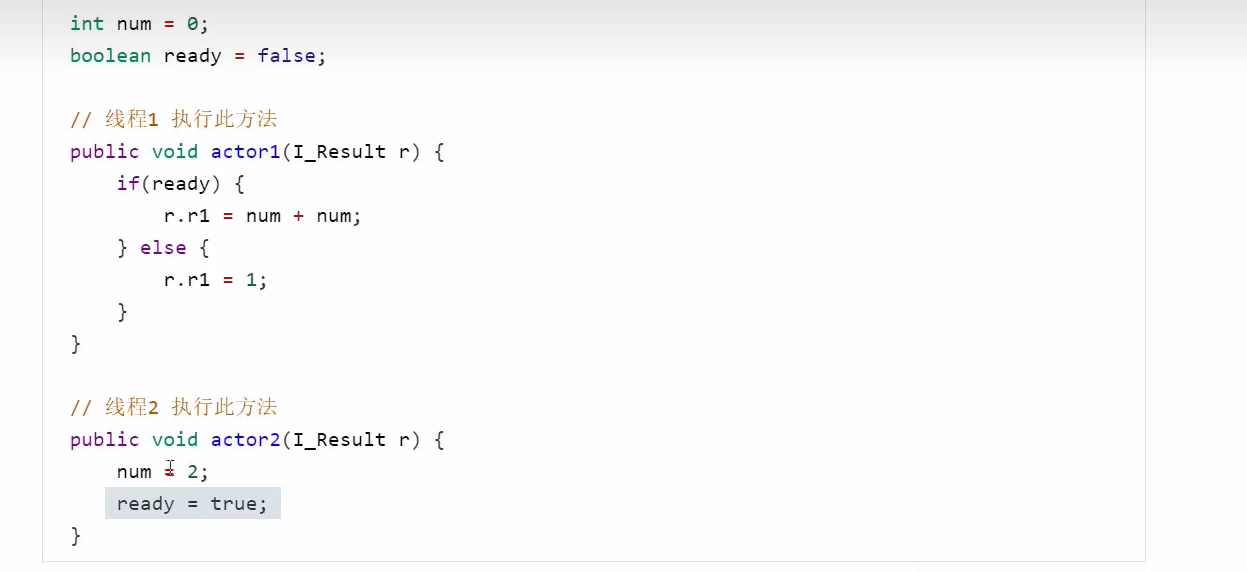 int num = 0;
boolean ready = false;
// 线程1 执行此方法
public void actor1(I_Result r) {
if(ready) {
r.r1 = num + num;
} else {
r.r1 = 1;
}
}
// 线程2 执行此方法
public void actor2(I_Result r) {
num = 2;
ready = true;
}